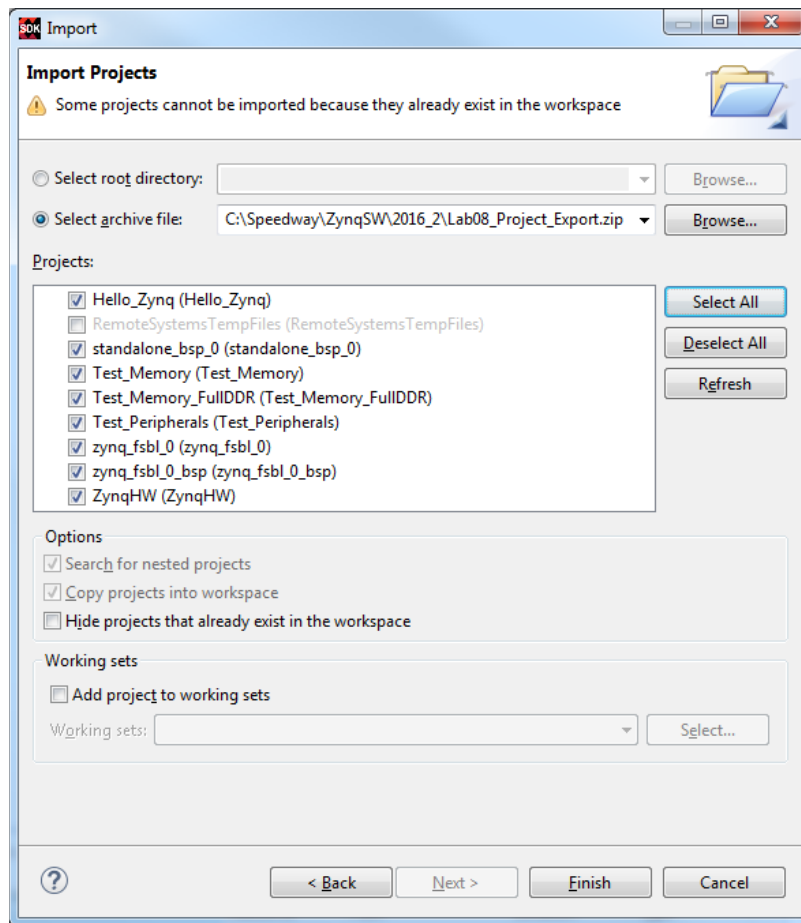 SDK Import
Import Projects
Some projects cannot be imported because they already exist in the workspace
Select root directory:
Browse...
Select archive file: C:\Speedway\ZynqSW\2016_2\Lab08_Project_Export.zip Browse...
Projects:
Hello_Zynq (Hello_Zynq)
Select All
RemoteSystemsTempFiles (RemoteSystemsTempFiles)
standalone_bsp_0 (standalone_bsp_0)
Deselect All
Test_Memory (Test_Memory)
Refresh
Test_Memory_FullDDR (Test_Memory_FullDDR)
Test_Peripherals (Test_Peripherals)
zynq_fsbl_0 (zynq_fsbl_0)
zynq_fsbl_0_bsp (zynq_fsbl_0_bsp)
ZynqHW (ZynqHW)
Options
Search for nested projects
Copy projects into workspace
Hide projects that already exist in the workspace
Working sets
Add project to working sets
Working sets: Select...
? < Back Next > Finish Cancel